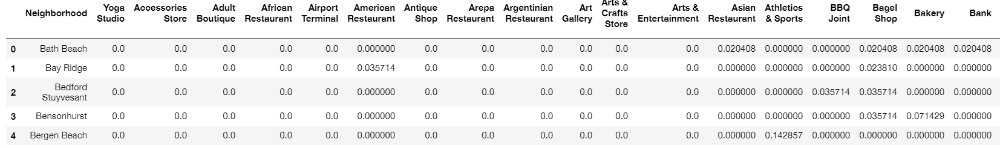 Neighborhood Yoga Studio Accessories Store Adult Boutique African Restaurant Airport Terminal American Restaurant Antique Shop Arepa Restaurant Argentinian Restaurant Art Gallery Arts & Crafts Store Arts & Entertainment Asian Restaurant Athletics & Sports BBQ Joint Bagel Shop Bakery Bank
0 Bath Beach 0.0 0.0 0.0 0.0 0.0 0.000000 0.0 0.0 0.0 0.0 0.0 0.0 0.020408 0.000000 0.000000 0.020408 0.020408 0.020408
1 Bay Ridge 0.0 0.0 0.0 0.0 0.0 0.035714 0.0 0.0 0.0 0.0 0.0 0.0 0.000000 0.000000 0.000000 0.023810 0.000000 0.000000
2 Bedford Stuyvesant 0.0 0.0 0.0 0.0 0.0 0.000000 0.0 0.0 0.0 0.0 0.0 0.0 0.000000 0.000000 0.035714 0.035714 0.000000 0.000000
3 Bensonhurst 0.0 0.0 0.0 0.0 0.0 0.000000 0.0 0.0 0.0 0.0 0.0 0.0 0.000000 0.000000 0.000000 0.035714 0.071429 0.000000
4 Bergen Beach 0.0 0.0 0.0 0.0 0.0 0.000000 0.0 0.0 0.0 0.0 0.0 0.0 0.000000 0.142857 0.000000 0.000000 0.000000 0.000000